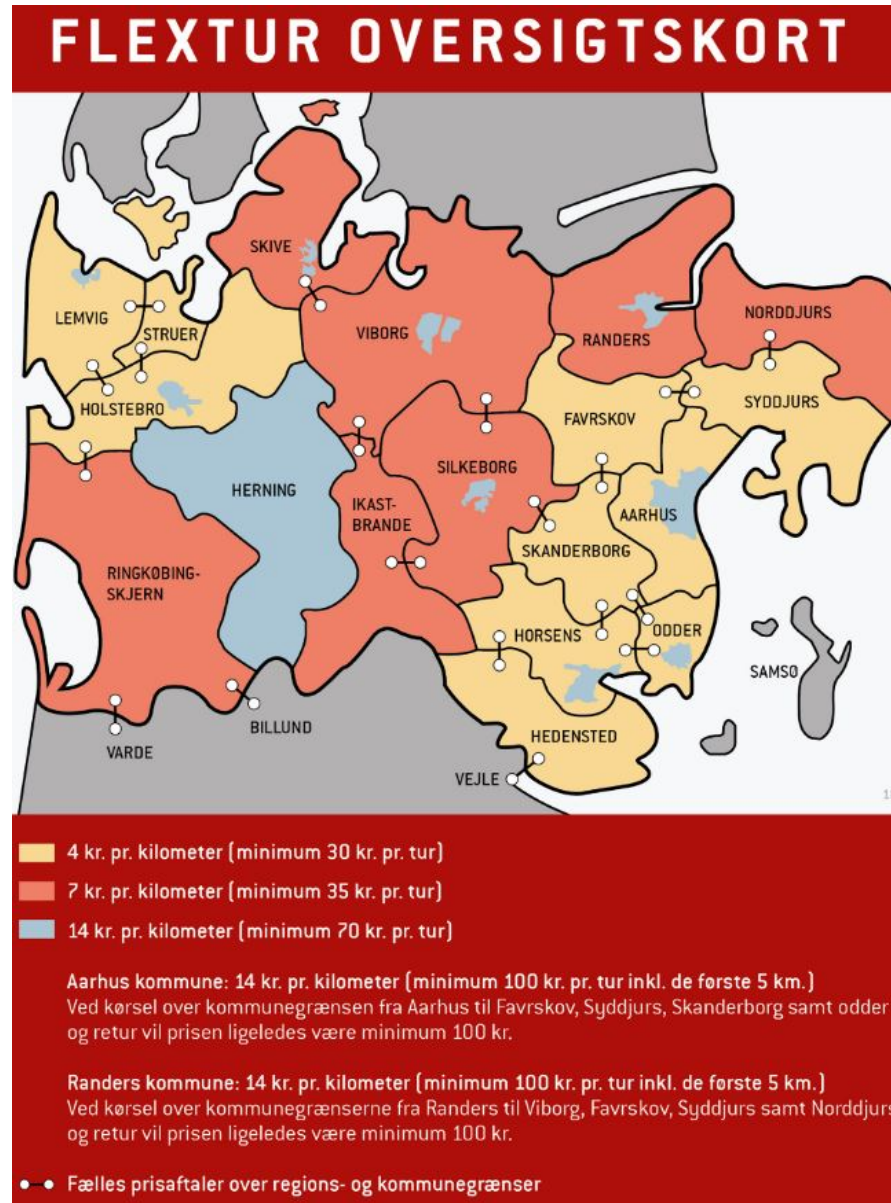 FLEXTUR OVERSIGTSKORT
SKIVE
LEMVIG
STRUER
VIBORG
RANDERS
NORDDJURS
HOLSTEBRO
FAVRSKOV
SYDDJURS
HERNING
SILKEBORG
IKAST-
BRANDE
AARHUS
SKANDERBORG
RINGKØBING-
SKJERN
HORSENS
ODDER
SAMSØ
HEDENSTED
BILLUND
VARDE
VEJLE
4 kr. pr. kilometer (minimum 30 kr. pr. tur)
7 kr. pr. kilometer (minimum 35 kr. pr. tur)
14 kr. pr. kilometer (minimum 70 kr. pr. tur)
Aarhus kommune: 14 kr. pr. kilometer (minimum 100 kr. pr. tur inkl. de første 5 km.)
Ved kørsel over kommunegrænsen fra Aarhus til Favrskov, Syddjurs, Skanderborg samt odder
og retur vil prisen ligeledes være minimum 100 kr.
Randers kommune: 14 kr. pr. kilometer (minimum 100 kr. pr. tur inkl. de første 5 km.)
Ved kørsel over kommunegrænserne fra Randers til Viborg, Favrskov, Syddjurs samt Norddjurs
og retur vil prisen ligeledes være minimum 100 kr.
Fælles prisaftaler over regions- og kommunegrænser